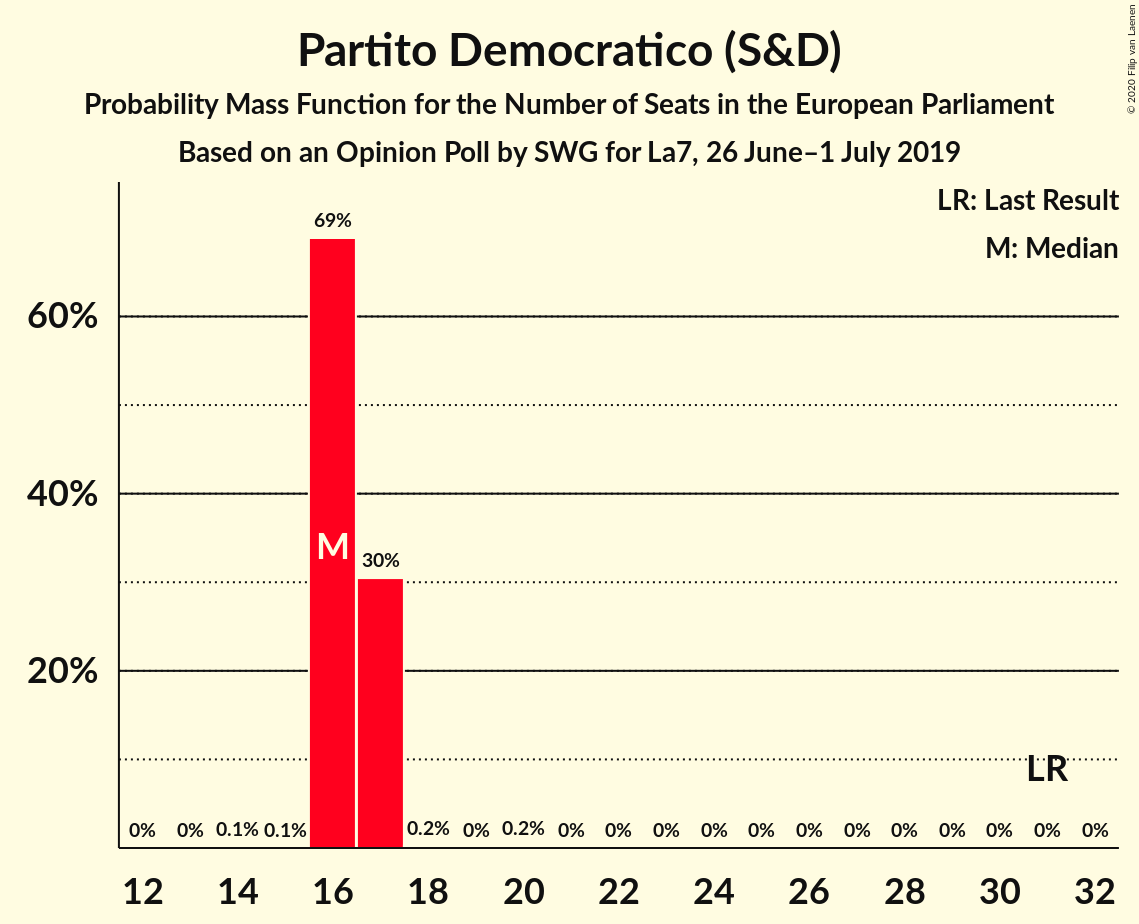 Partito Democratico (S&D)
Probability Mass Function for the Number of Seats in the European Parliament
Based on an Opinion Poll by SWG for La7, 26 June–1 July 2019
© 2020 Filip van Laenen
LR: Last Result
M: Median
69%
60%
40%
M
30%
20%
LR
0% 0% 0.1% 0.1% 0.2% 0% 0.2% 0% 0% 0% 0% 0% 0% 0% 0% 0% 0% 0% 0%
12 14 16 18 20 22 24 26 28 30 32